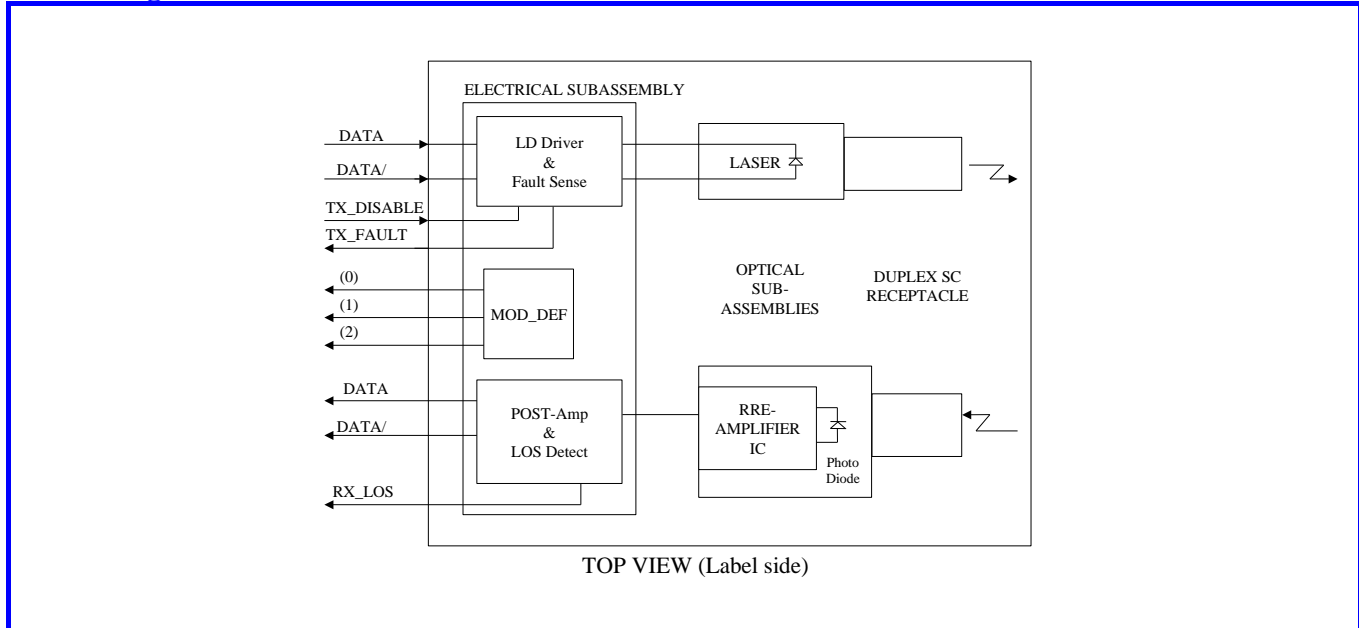 ELECTRICAL SUBASSEMBLY
DATA
DATA/
TX_DISABLE
TX_FAULT
LD Driver
&
Fault Sense
LASER
(0)
(1)
(2)
MOD_DEF
OPTICAL
SUB-
ASSEMBLIES
DUPLEX SC
RECEPTACLE
DATA
DATA/
RX_LOS
POST-Amp
&
LOS Detect
RRE-
AMPLIFIER
IC
Photo
Diode
TOP VIEW (Label side)